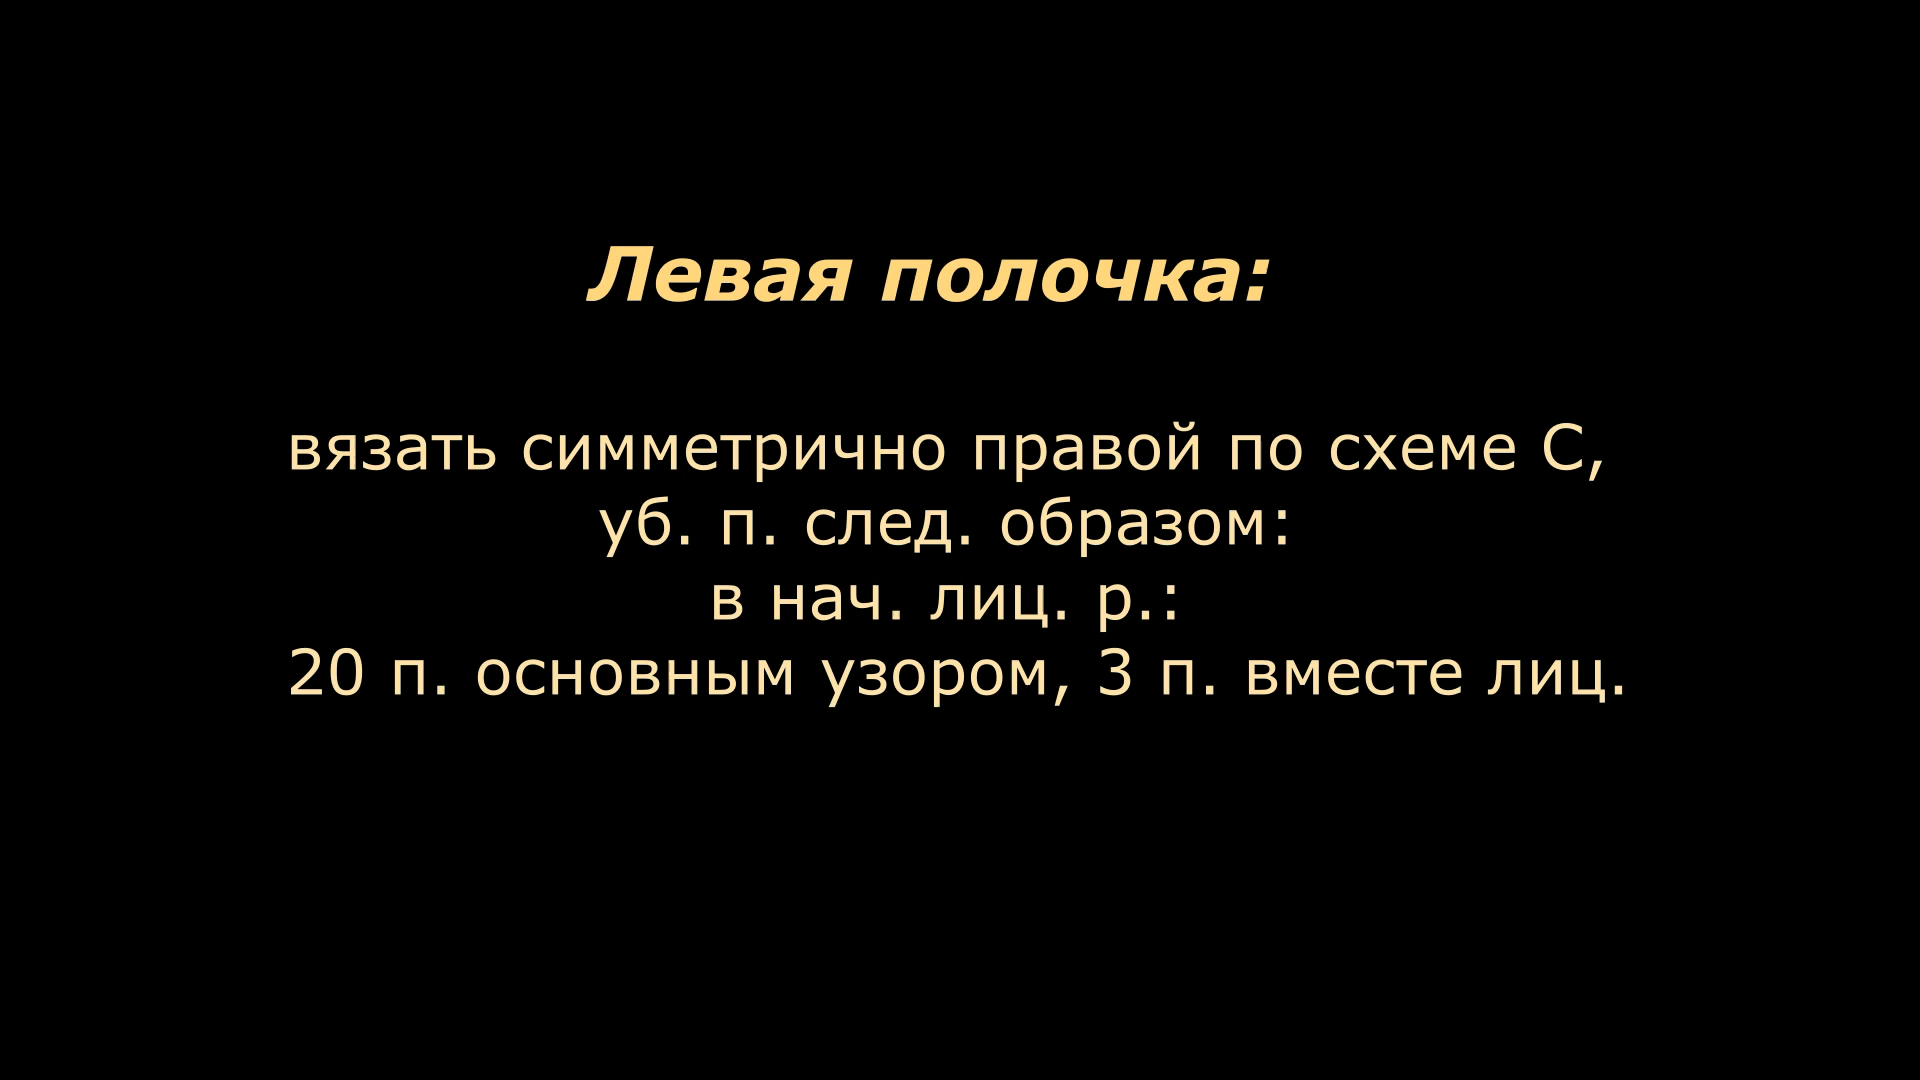 Левая полочка:
вязать симметрично правой по схеме С,
уб. п. след. образом:
в нач. лиц. р.:
20 п. основным узором, 3 п. вместе лиц.